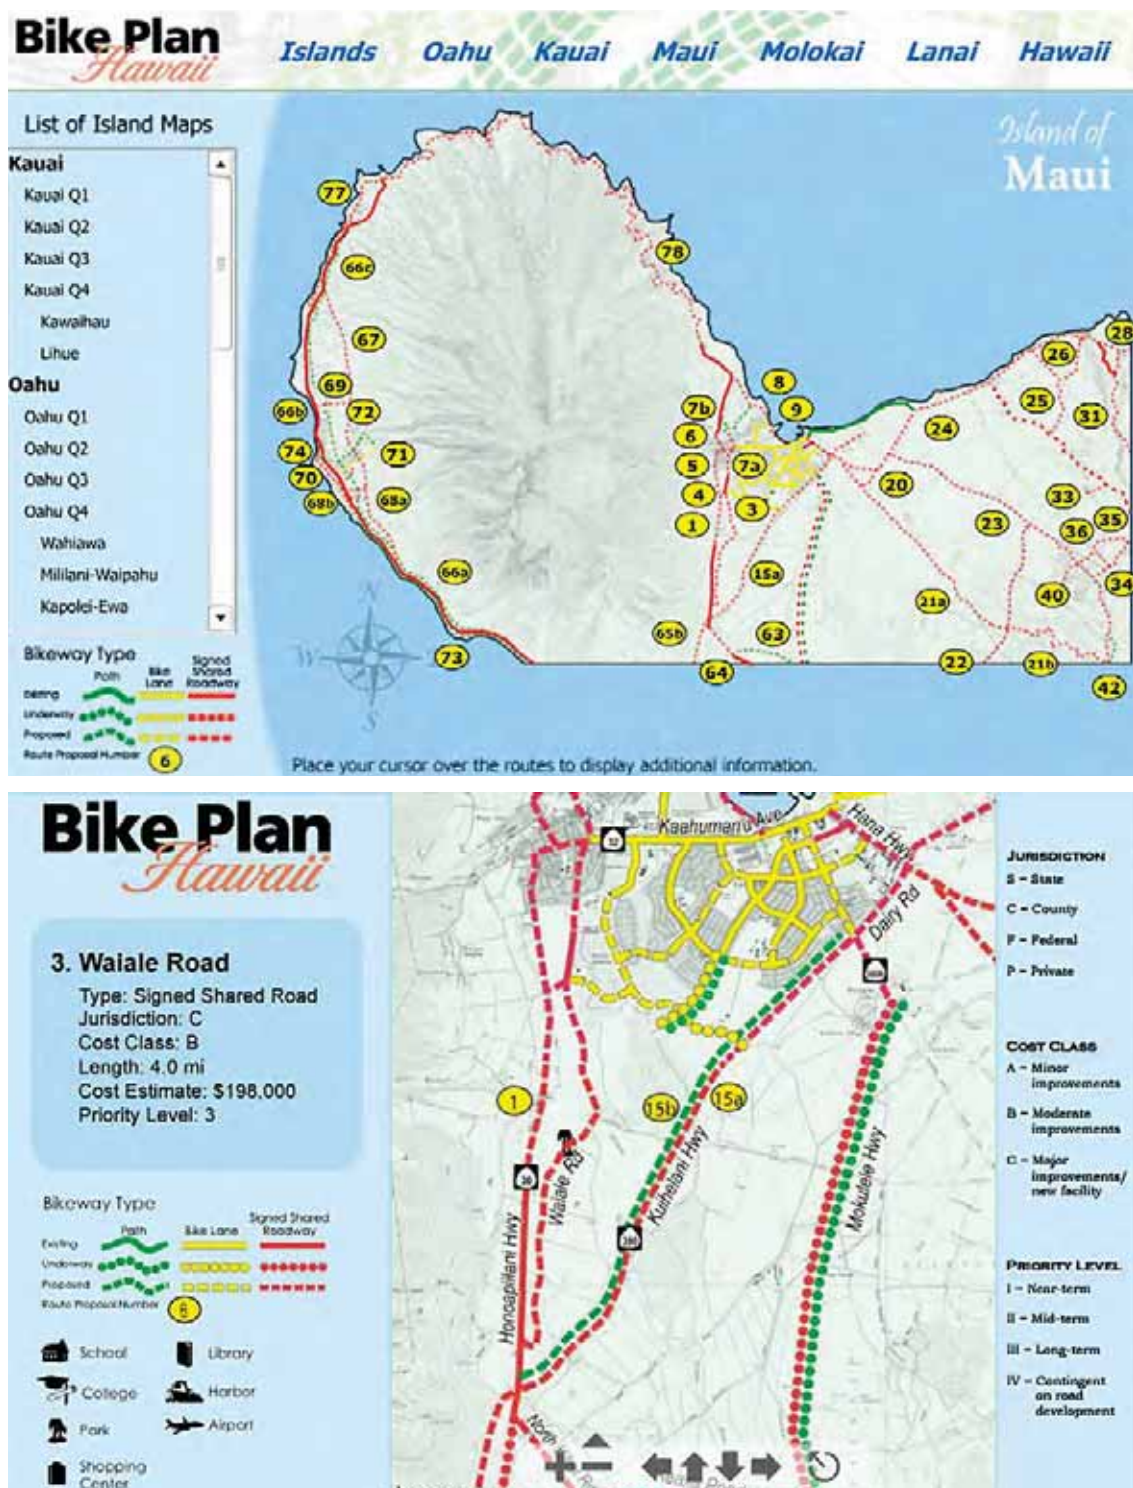 Bike Plan
Hawaii
Islands Oahu Kauai Maui Molokai Lanai Hawaii
List of Island Maps
Kauai
Kauai Q1
Kauai Q2
Kauai Q3
Kauai Q4
Kawaihau
Lihue
Oahu
Oahu Q1
Oahu Q2
Oahu Q3
Oahu Q4
Wahiawa
Mililani-Waipahu
Kapolei-Ewa
Bikeway Type
Path
Bike Lane
Signed Shared Roadway
Existing
Underway
Proposed
Route Proposal Number 6
Island of
Maui
77
78
66c
67
69
66b
72
74
71
70
68b
68a
66a
73
8
7b
9
6
5
7a
4
3
1
15a
65b
63
64
28
26
25
31
24
20
33
23
36
35
34
40
21a
22
21b
42
N
W
S
Place your cursor over the routes to display additional information.
Bike Plan
Hawaii
3. Waiale Road
Type: Signed Shared Road
Jurisdiction: C
Cost Class: B
Length: 4.0 mi
Cost Estimate: $198,000
Priority Level: 3
Bikeway Type
Path
Bike Lane
Signed Shared Roadway
Existing
Underway
Proposed
Route Proposal Number 6
School
Library
College
Harbor
Park
Airport
Shopping
Center
Kaahumanu Ave
Hana Hwy
Dairy Rd
32
380
1
15b
15a
30
380
Waiale Rd
Kuihelani Hwy
Mokulele Hwy
Honoapiilani Hwy
North
JURISDICTION
S – State
C – County
F – Federal
P – Private
COST CLASS
A – Minor
improvements
B – Moderate
improvements
C – Major
improvements/
new facility
PRIORITY LEVEL
I – Near-term
II – Mid-term
III – Long-term
IV – Contingent
on road
development